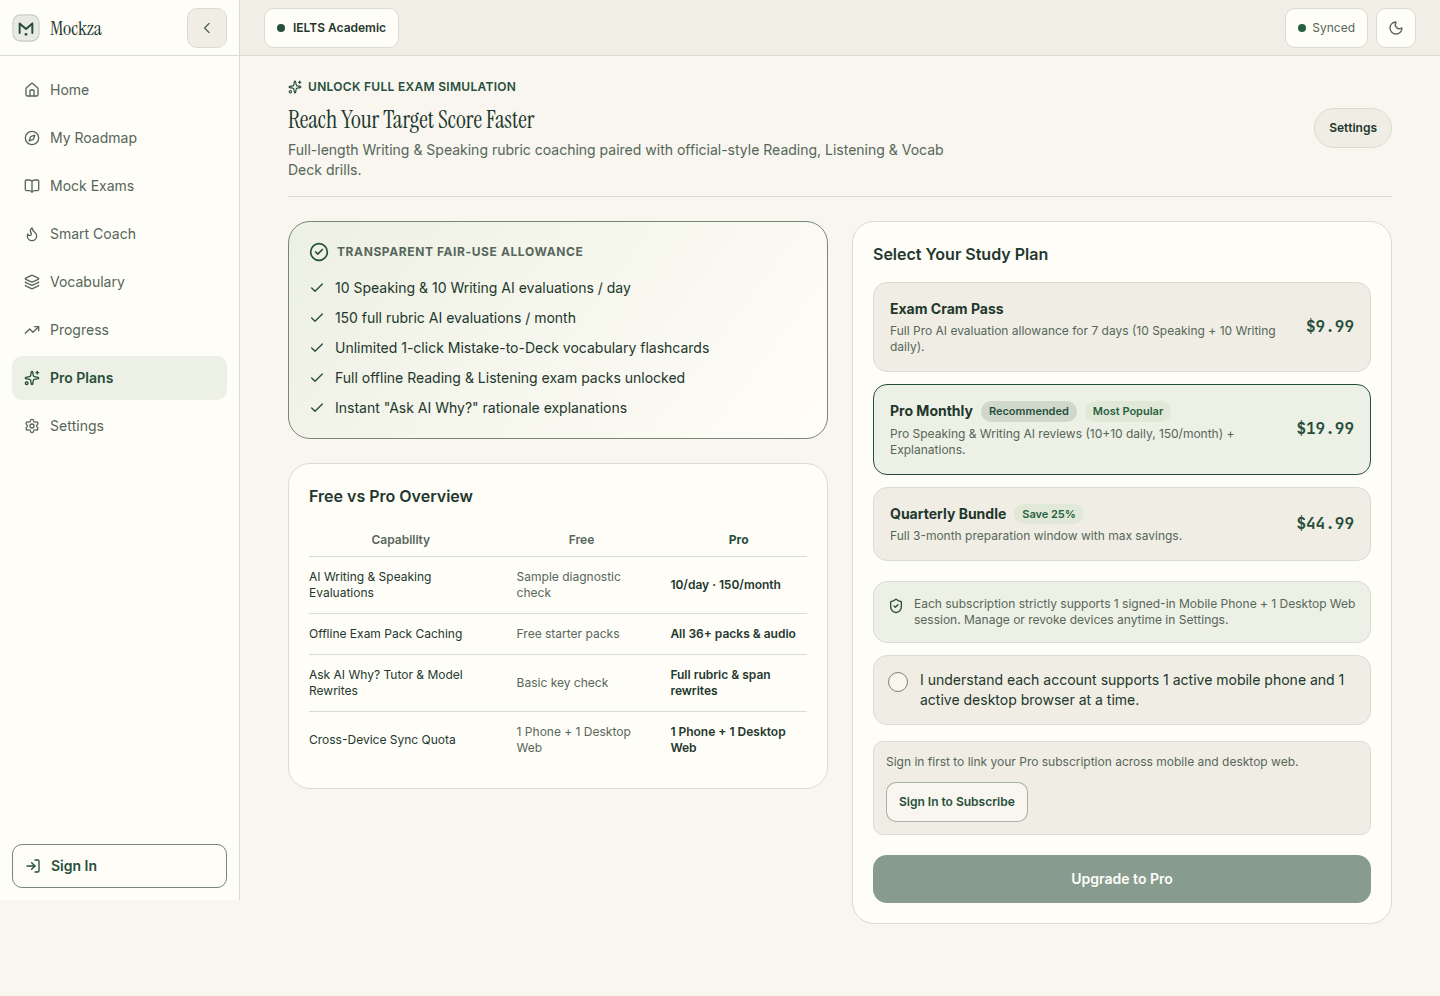 Mockza
IELTS Academic
Synced
Home
My Roadmap
Mock Exams
Smart Coach
Vocabulary
Progress
Pro Plans
Settings
Sign In
UNLOCK FULL EXAM SIMULATION
Reach Your Target Score Faster
Full-length Writing & Speaking rubric coaching paired with official-style Reading, Listening & Vocab
Deck drills.
Settings
TRANSPARENT FAIR-USE ALLOWANCE
10 Speaking & 10 Writing AI evaluations / day
150 full rubric AI evaluations / month
Unlimited 1-click Mistake-to-Deck vocabulary flashcards
Full offline Reading & Listening exam packs unlocked
Instant "Ask AI Why?" rationale explanations
Free vs Pro Overview
Capability Free Pro
AI Writing & Speaking
Evaluations
Sample diagnostic
check
10/day · 150/month
Offline Exam Pack Caching
Free starter packs
All 36+ packs & audio
Ask AI Why? Tutor & Model
Rewrites
Basic key check
Full rubric & span
rewrites
Cross-Device Sync Quota
1 Phone + 1 Desktop
Web
1 Phone + 1 Desktop
Web
Select Your Study Plan
Exam Cram Pass
Full Pro AI evaluation allowance for 7 days (10 Speaking + 10 Writing
daily).
$9.99
Pro Monthly Recommended Most Popular
Pro Speaking & Writing AI reviews (10+10 daily, 150/month) +
Explanations.
$19.99
Quarterly Bundle Save 25%
Full 3-month preparation window with max savings.
$44.99
Each subscription strictly supports 1 signed-in Mobile Phone + 1 Desktop Web
session. Manage or revoke devices anytime in Settings.
I understand each account supports 1 active mobile phone and 1
active desktop browser at a time.
Sign in first to link your Pro subscription across mobile and desktop web.
Sign In to Subscribe
Upgrade to Pro